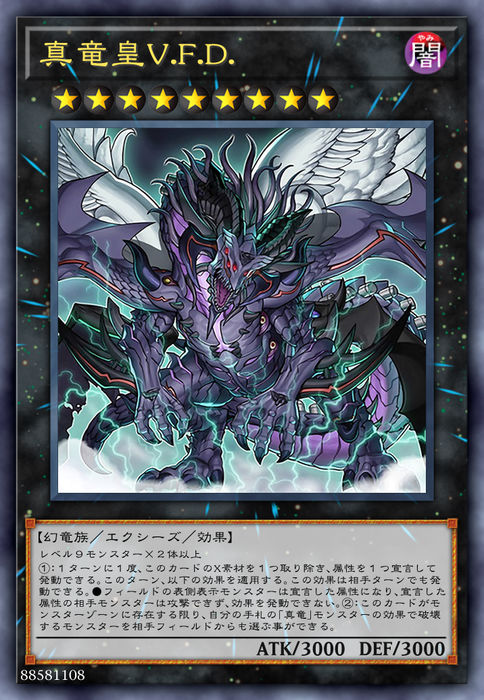 真竜皇V.F.D.
やみ
闇
【幻竜族／エクシーズ／効果】
レベル９モンスター×２体以上
①:１ターンに１度、このカードのX素材を１つ取り除き、属性を１つ宣言して
発動できる。このターン、以下の効果を適用する。この効果は相手ターンでも発
動できる。●フィールドの表側表示モンスターは宣言した属性になり、宣言した
属性の相手モンスターは攻撃できず、効果を発動できない。②:このカードがモ
ンスターゾーンに存在する限り、自分の手札の「真竜」モンスターの効果で破壊
するモンスターを相手フィールドからも選ぶ事ができる。
ATK/3000 DEF/3000
88581108